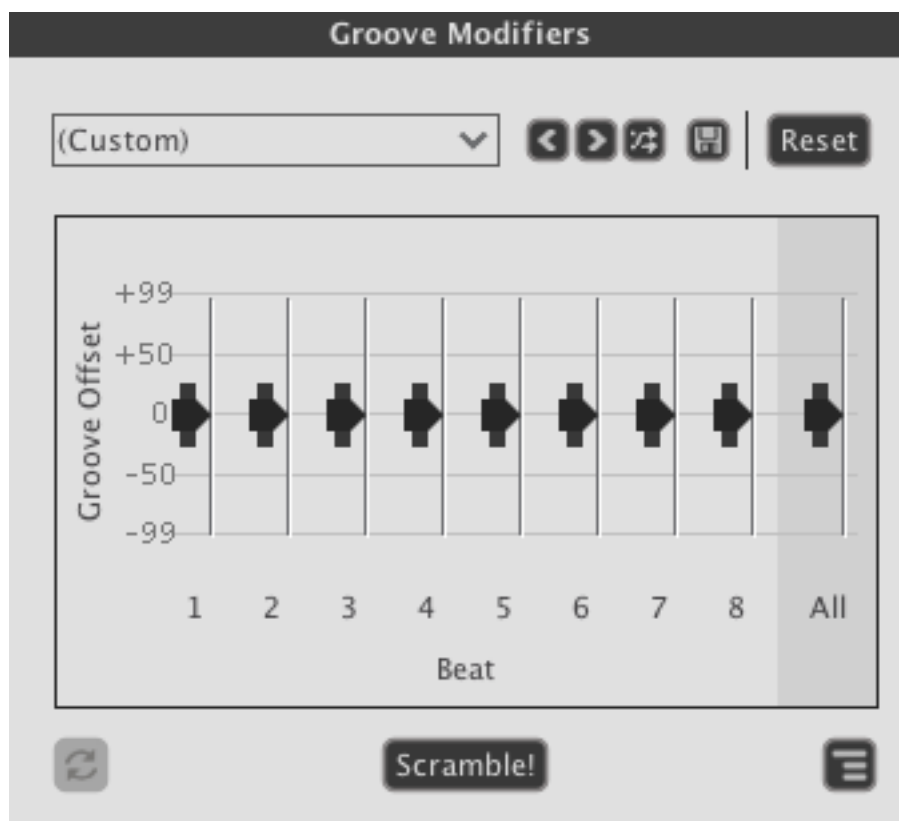 Groove Modifiers
(Custom)
Reset
Groove Offset
+99
+50
0
-50
-99
1 2 3 4 5 6 7 8 All
Beat
Scramble!